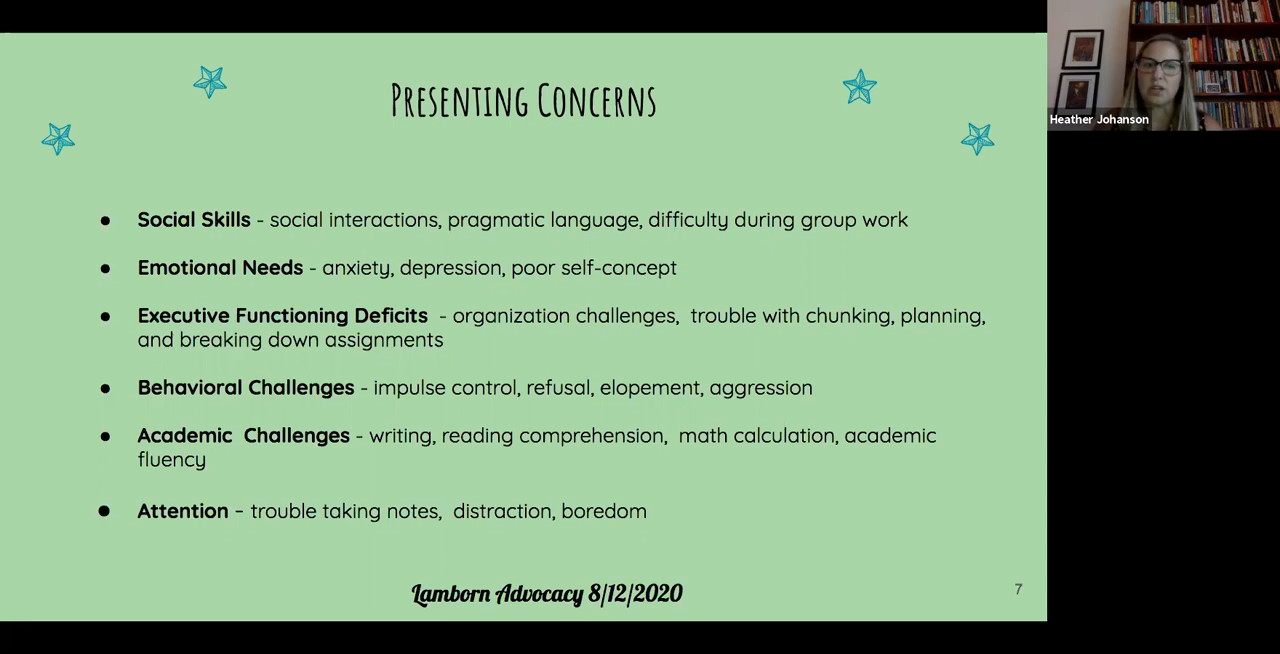 Presenting Concerns
Heather Johanson
● Social Skills - social interactions, pragmatic language, difficulty during group work
● Emotional Needs - anxiety, depression, poor self-concept
● Executive Functioning Deficits - organization challenges, trouble with chunking, planning,
and breaking down assignments
● Behavioral Challenges - impulse control, refusal, elopement, aggression
● Academic Challenges - writing, reading comprehension, math calculation, academic
fluency
● Attention – trouble taking notes, distraction, boredom
Lamborn Advocacy 8/12/2020
7